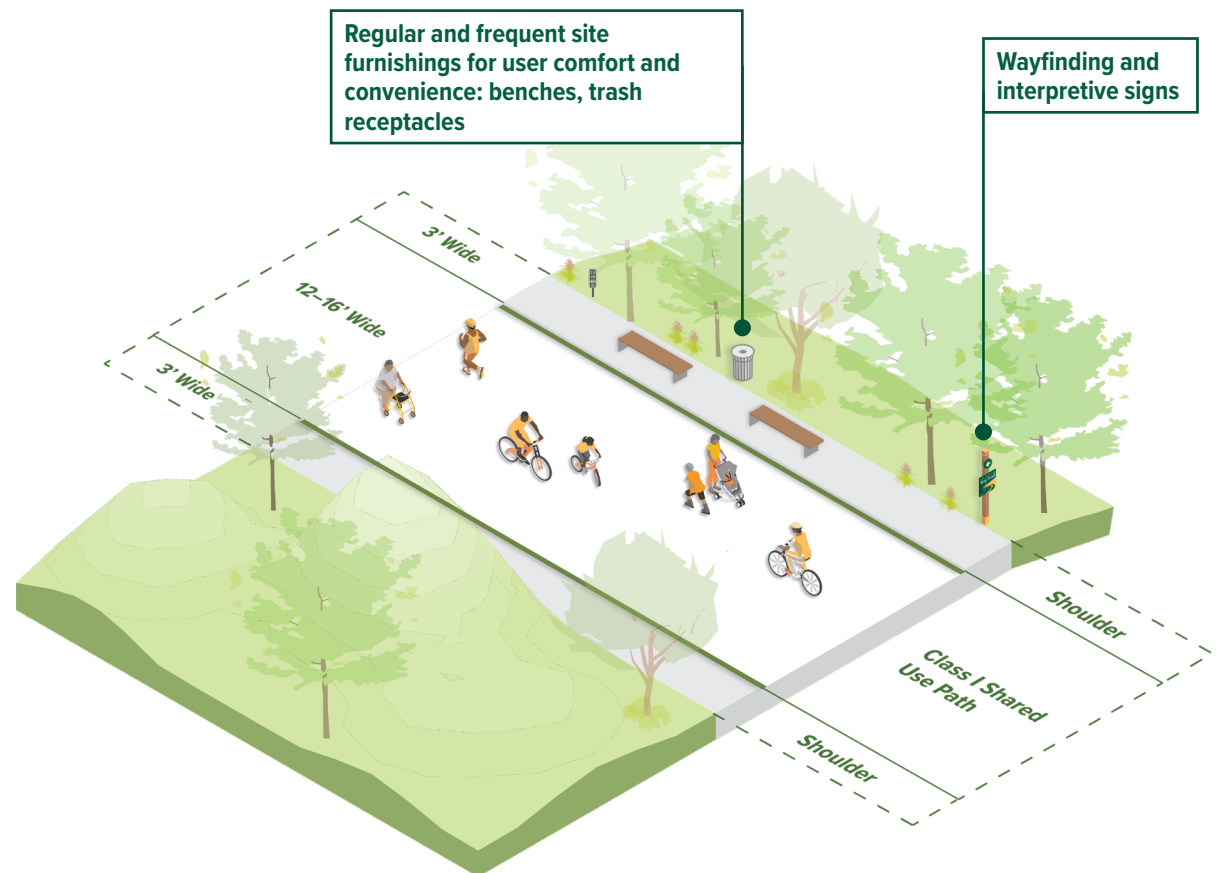 Regular and frequent site
furnishings for user comfort and
convenience: benches, trash
receptacles
Wayfinding and
interpretive signs
3’ Wide
12–16’ Wide
3’ Wide
Shoulder
Class I Shared
Use Path
Shoulder